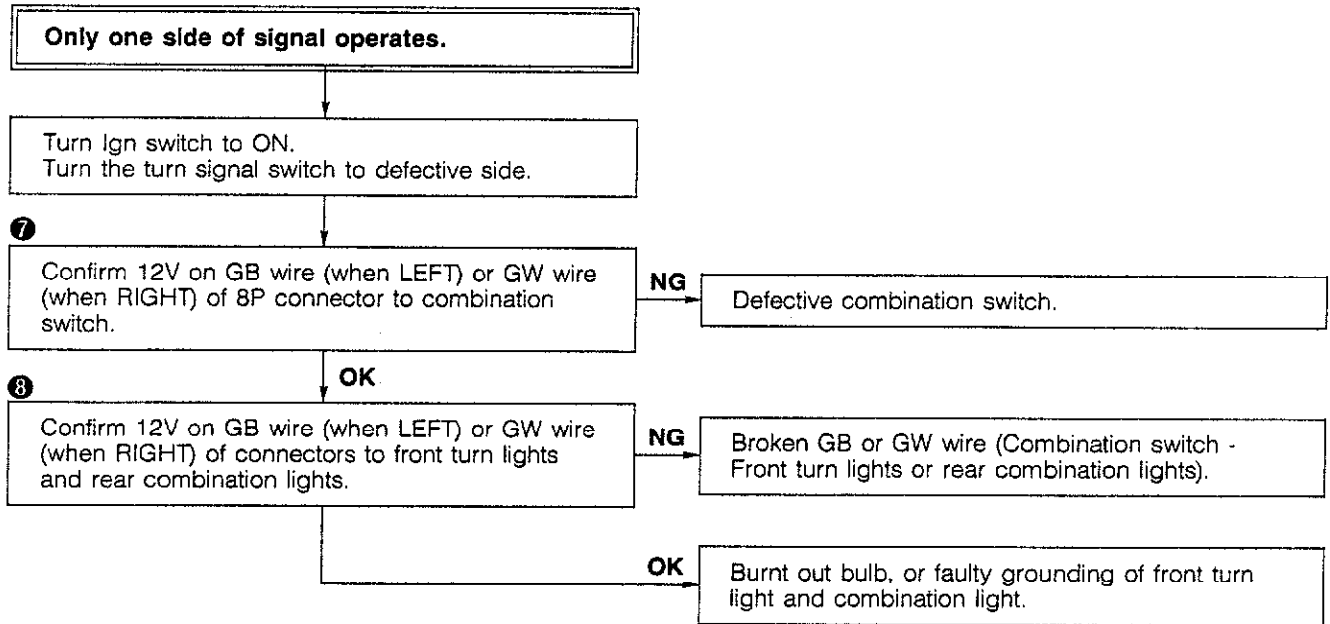 Only one side of signal operates.
Turn Ign switch to ON.
Turn the turn signal switch to defective side.
7
Confirm 12V on GB wire (when LEFT) or GW wire
(when RIGHT) of 8P connector to combination
switch.
NG
Defective combination switch.
OK
8
Confirm 12V on GB wire (when LEFT) or GW wire
(when RIGHT) of connectors to front turn lights
and rear combination lights.
NG
Broken GB or GW wire (Combination switch -
Front turn lights or rear combination lights).
OK
Burnt out bulb, or faulty grounding of front turn
light and combination light.